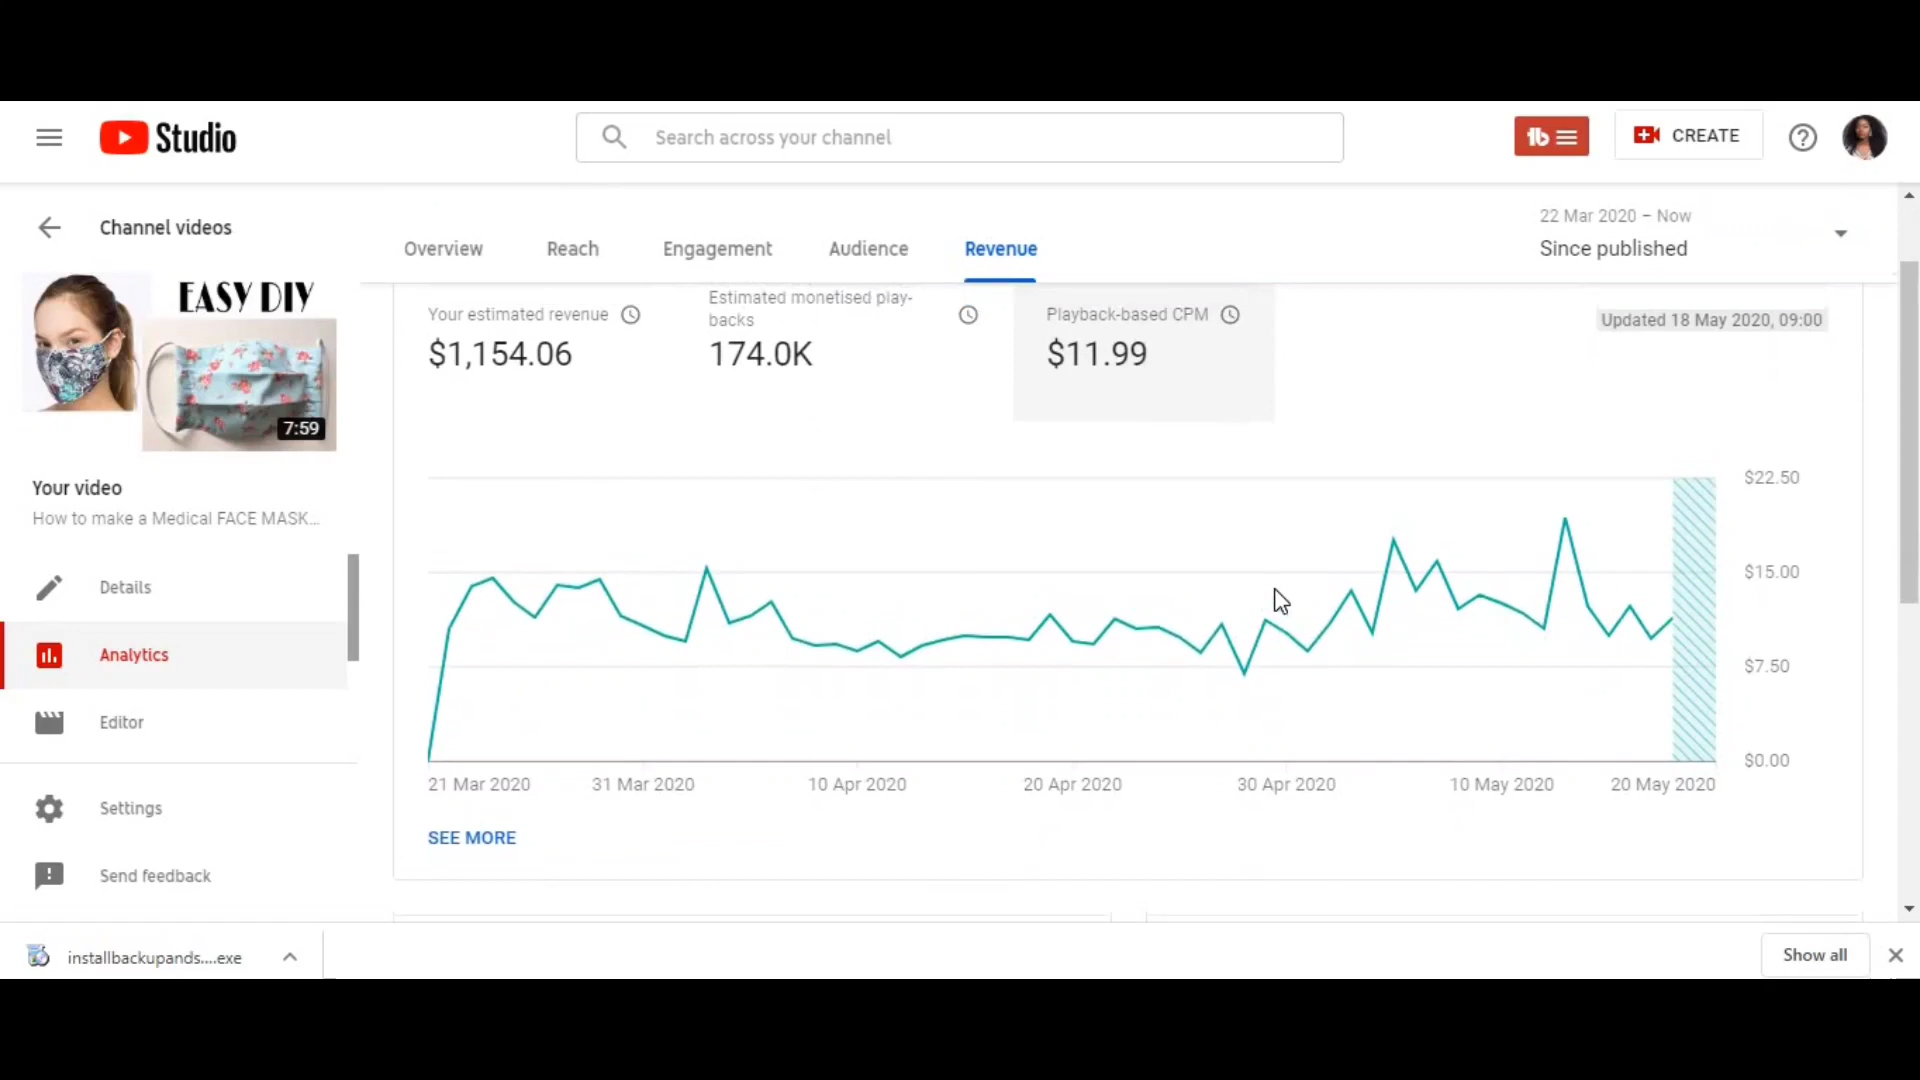 Studio
Search across your channel
CREATE
Channel videos
EASY DIY
7:59
Your video
How to make a Medical FACE MASK...
Details
Analytics
Editor
Settings
Send feedback
Overview
Reach
Engagement
Audience
Revenue
22 Mar 2020 – Now
Since published
Your estimated revenue
$1,154.06
Estimated monetised play-
backs
174.0K
Playback-based CPM
$11.99
Updated 18 May 2020, 09:00
$22.50
$15.00
$7.50
$0.00
21 Mar 2020
31 Mar 2020
10 Apr 2020
20 Apr 2020
30 Apr 2020
10 May 2020
20 May 2020
SEE MORE
installbackupands....exe
Show all